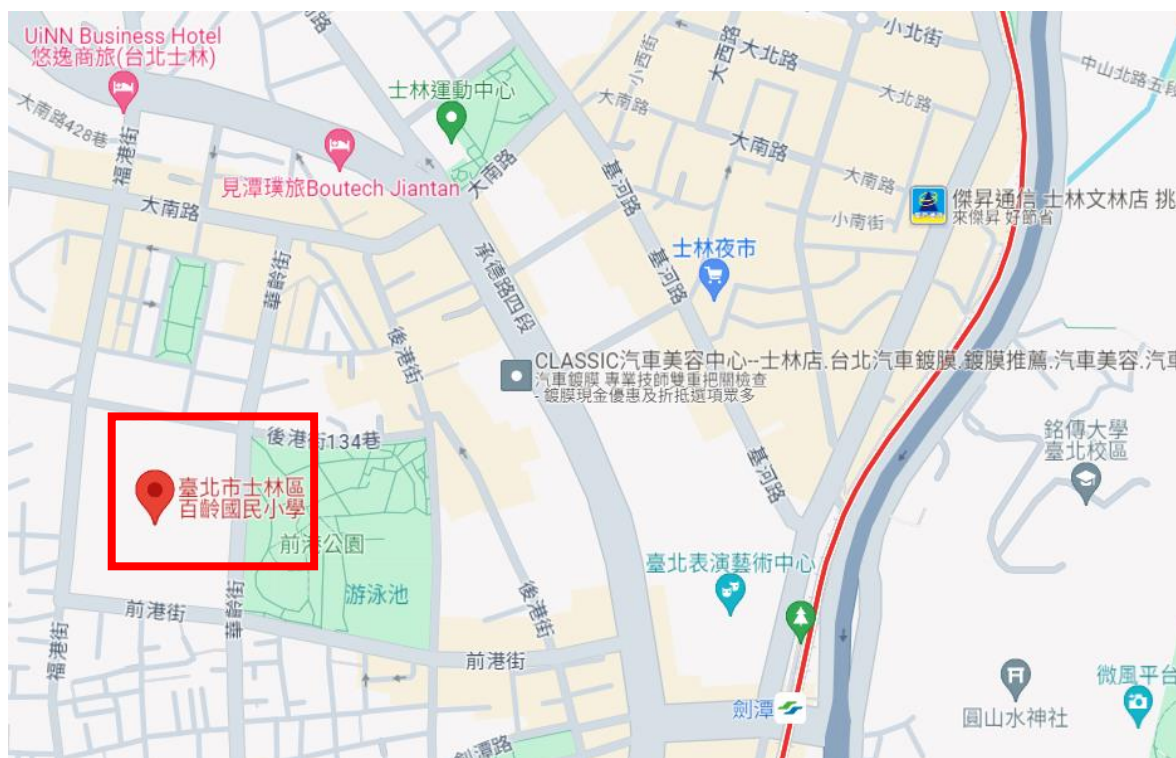 UiNN Business Hotel
悠逸商旅(台北士林)
大南路428巷
福港街
路
小北街
大北路
大西路
小西街
中山北路五段
士林運動中心
大南路
大北路
大南路
見潭璞旅Boutech Jiantan
大南路
基河路
大南路
傑昇通信 士林文林店 挑
來傑昇 好節省
小南街
大南路
華齡街
承德路四段
士林夜市
基河路
後港街
CLASSIC汽車美容中心--士林店.台北汽車鍍膜.鍍膜推薦.汽車美容.汽車
汽車鍍膜 專業技師雙重把關檢查
- 鍍膜現金優惠及折抵選項眾多
後港街134巷
銘傳大學
臺北校區
基河路
臺北市士林區
百齡國民小學
前港公園
游泳池
臺北表演藝術中心
前港街
華齡街
後港街
福港街
前港街
劍潭
圓山水神社
微風平台
劍潭路